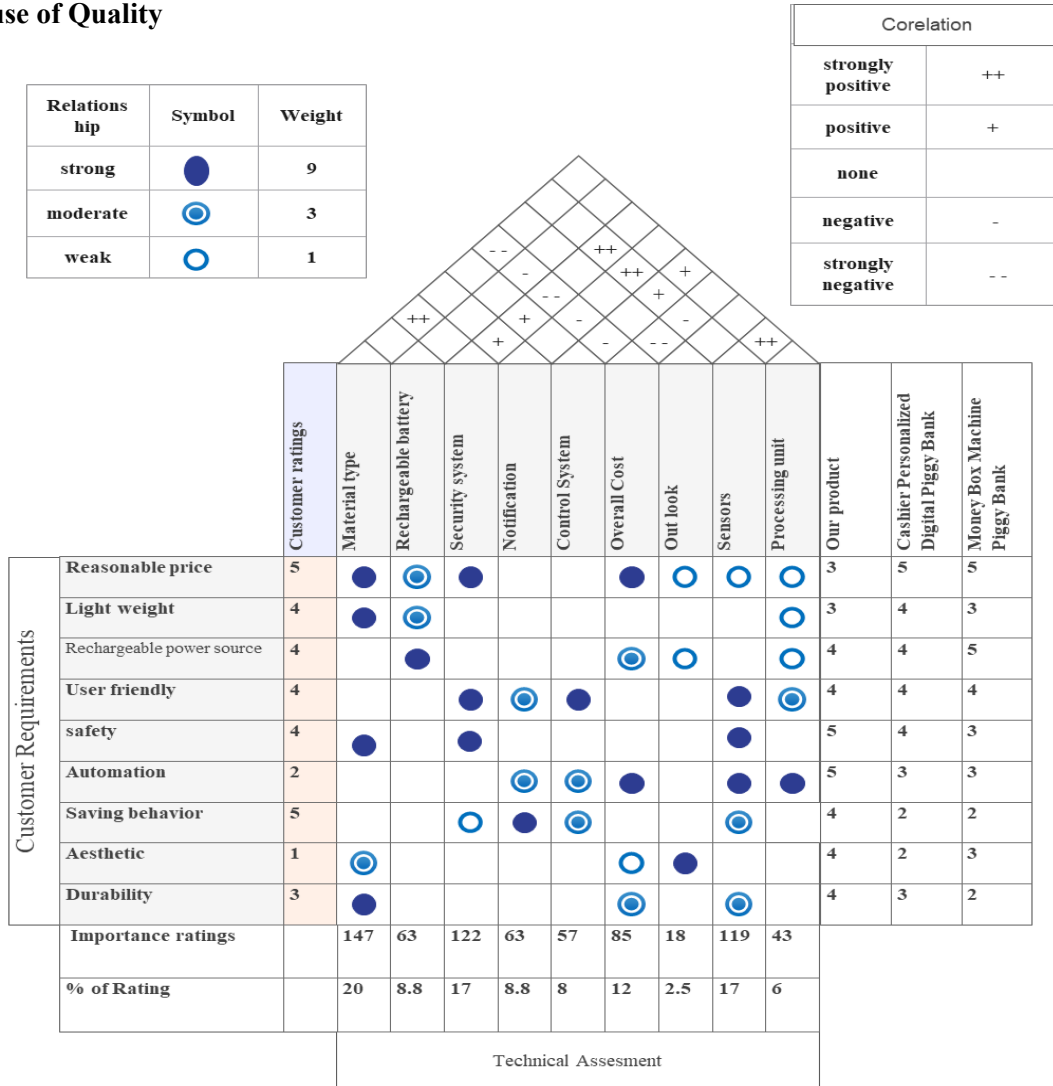 use of Quality
Corelation
strongly
positive
++
positive
+
none
negative
-
strongly
negative
- -
Relations
hip
Symbol
Weight
strong
9
moderate
3
weak
1
- -
++
-
++
+
- -
+
++
+
-
-
+
-
- -
++
Customer ratings
Material type
Rechargeable battery
Security system
Notification
Control System
Overall Cost
Out look
Sensors
Processing unit
Our product
Cashier Personalized
Digital Piggy Bank
Money Box Machine
Piggy Bank
Customer Requirements
Reasonable price 5 3 5 5
Light weight 4 3 4 3
Rechargeable power source 4 4 4 5
User friendly 4 4 4 4
safety 4 5 4 3
Automation 2 5 3 3
Saving behavior 5 4 2 2
Aesthetic 1 4 2 3
Durability 3 4 3 2
Importance ratings 147 63 122 63 57 85 18 119 43
% of Rating 20 8.8 17 8.8 8 12 2.5 17 6
Technical Assesment